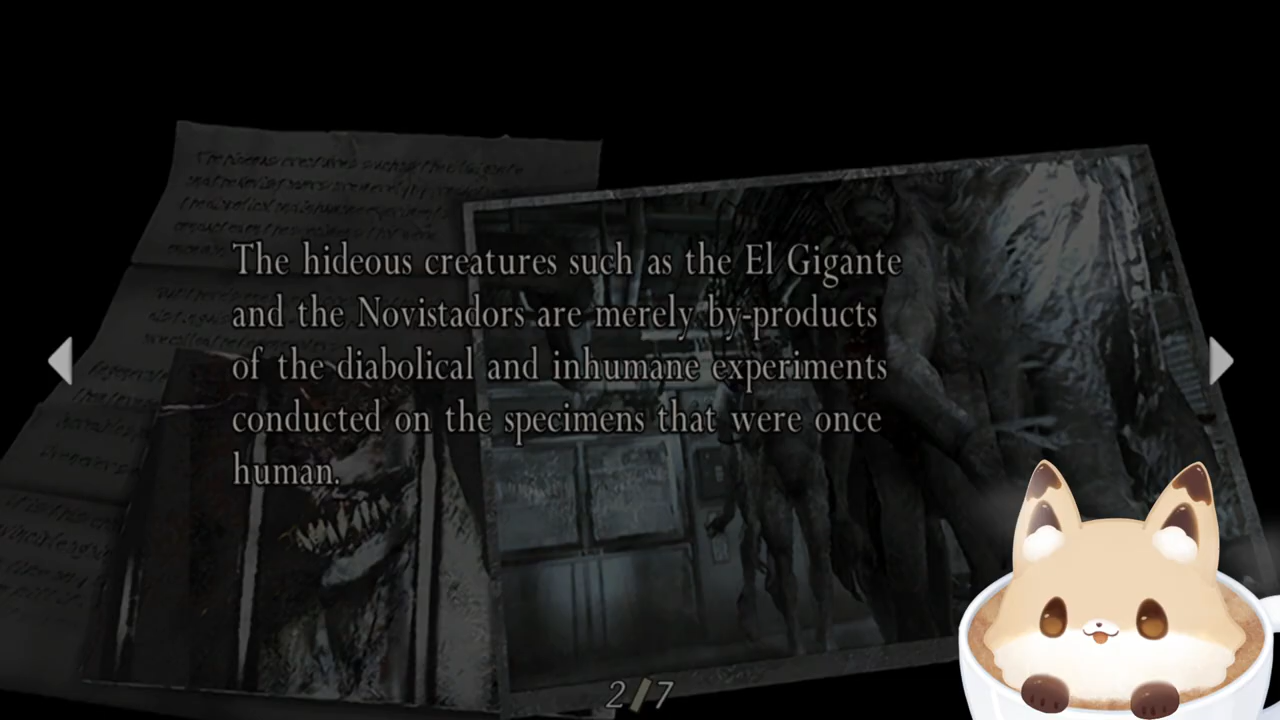 The hideous creatures such as the El Gigante
and the Novistadors are merely by-products
of the diabolical and inhumane experiments
conducted on the specimens that were once
human.
2/7